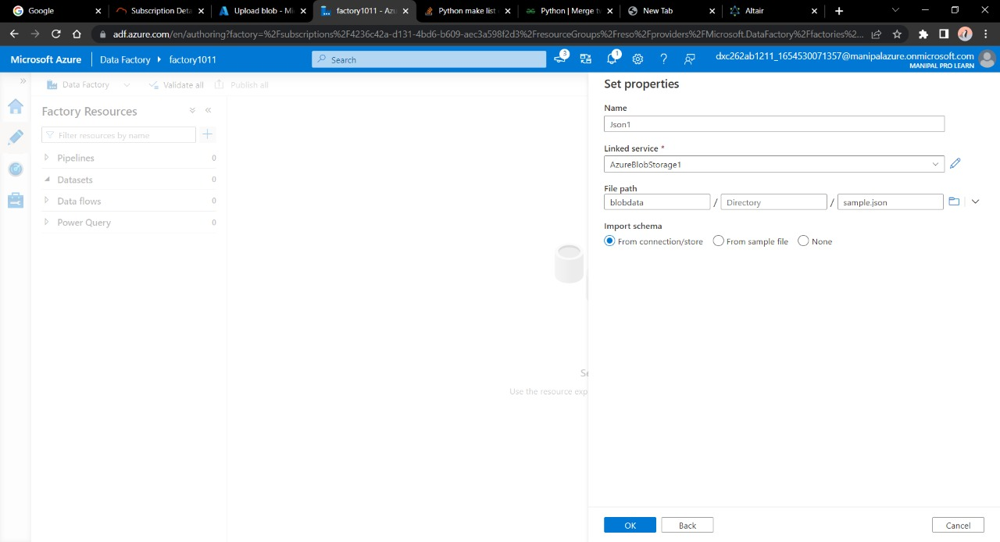 Google
Subscription Deta
Upload blob - Mi
factory1011 - Azu
Python make list
Python | Merge tw
New Tab
Altair
adf.azure.com/en/authoring?factory=%2Fsubscriptions%2F4236c42a-d131-4bd6-b609-aec3a598f2d3%2FresourceGroups%2Freso%2Fproviders%2FMicrosoft.DataFactory%2Ffactories%2...
Microsoft Azure
Data Factory
factory1011
Search
3
1
dxc262ab1211_1654530071357@manipalazure.onmicrosoft.com
MANIPAL PRO LEARN
Data Factory
Validate all
Publish all
Factory Resources
Filter resources by name
Pipelines 0
Datasets 0
Data flows 0
Power Query 0
Se
Use the resource exp
Set properties
Name
Json1
Linked service *
AzureBlobStorage1
File path
blobdata / Directory / sample.json
Import schema
From connection/store From sample file None
OK Back Cancel